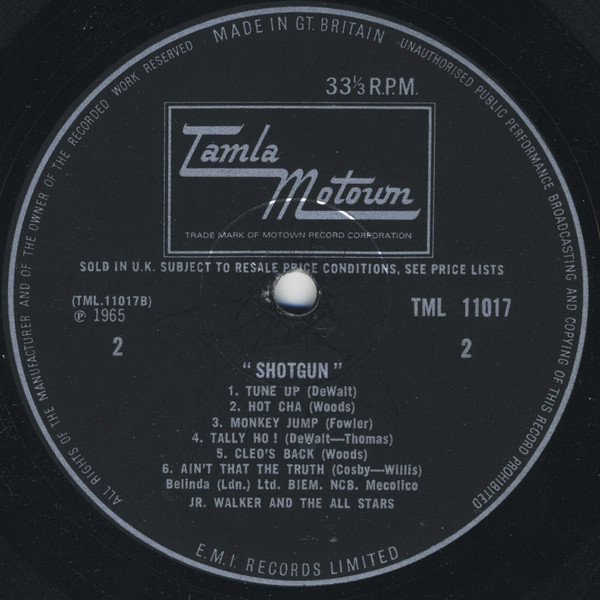 MADE IN GT. BRITAIN
UNAUTHORISED PUBLIC PERFORMANCE BROADCASTING AND COPYING OF THIS RECORD PROHIBITED
ALL RIGHTS OF THE MANUFACTURER AND OF THE OWNER OF THE RECORDED WORK RESERVED
33⅓ R.P.M.
Tamla
Motown
TRADE MARK OF MOTOWN RECORD CORPORATION
SOLD IN U.K. SUBJECT TO RESALE PRICE CONDITIONS, SEE PRICE LISTS
(TML.11017B)
℗ 1965
TML 11017
2
2
"SHOTGUN"
1. TUNE UP (DeWalt)
2. HOT CHA (Woods)
3. MONKEY JUMP (Fowler)
4. TALLY HO! (DeWalt—Thomas)
5. CLEO'S BACK (Woods)
6. AIN'T THAT THE TRUTH (Cosby—Willis)
Belinda (Ldn.) Ltd. BIEM. NCB. Mecolico
JR. WALKER AND THE ALL STARS
E.M.I. RECORDS LIMITED